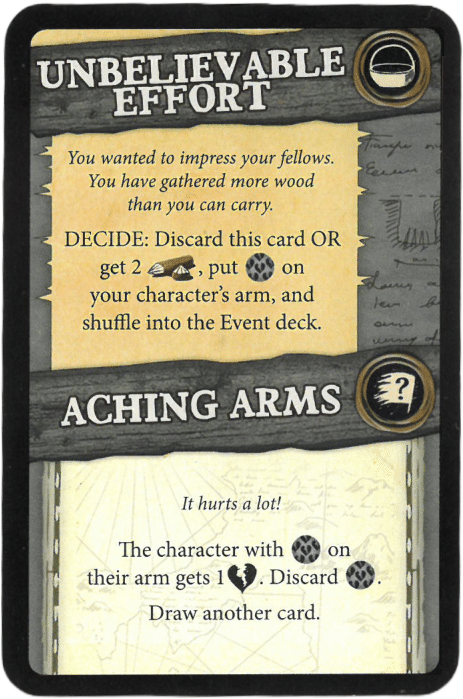 UNBELIEVABLE
EFFORT
You wanted to impress your fellows.
You have gathered more wood
than you can carry.
DECIDE: Discard this card OR
get 2 , put on
your character's arm, and
shuffle into the Event deck.
?
ACHING ARMS
It hurts a lot!
The character with on
their arm gets 1 . Discard .
Draw another card.